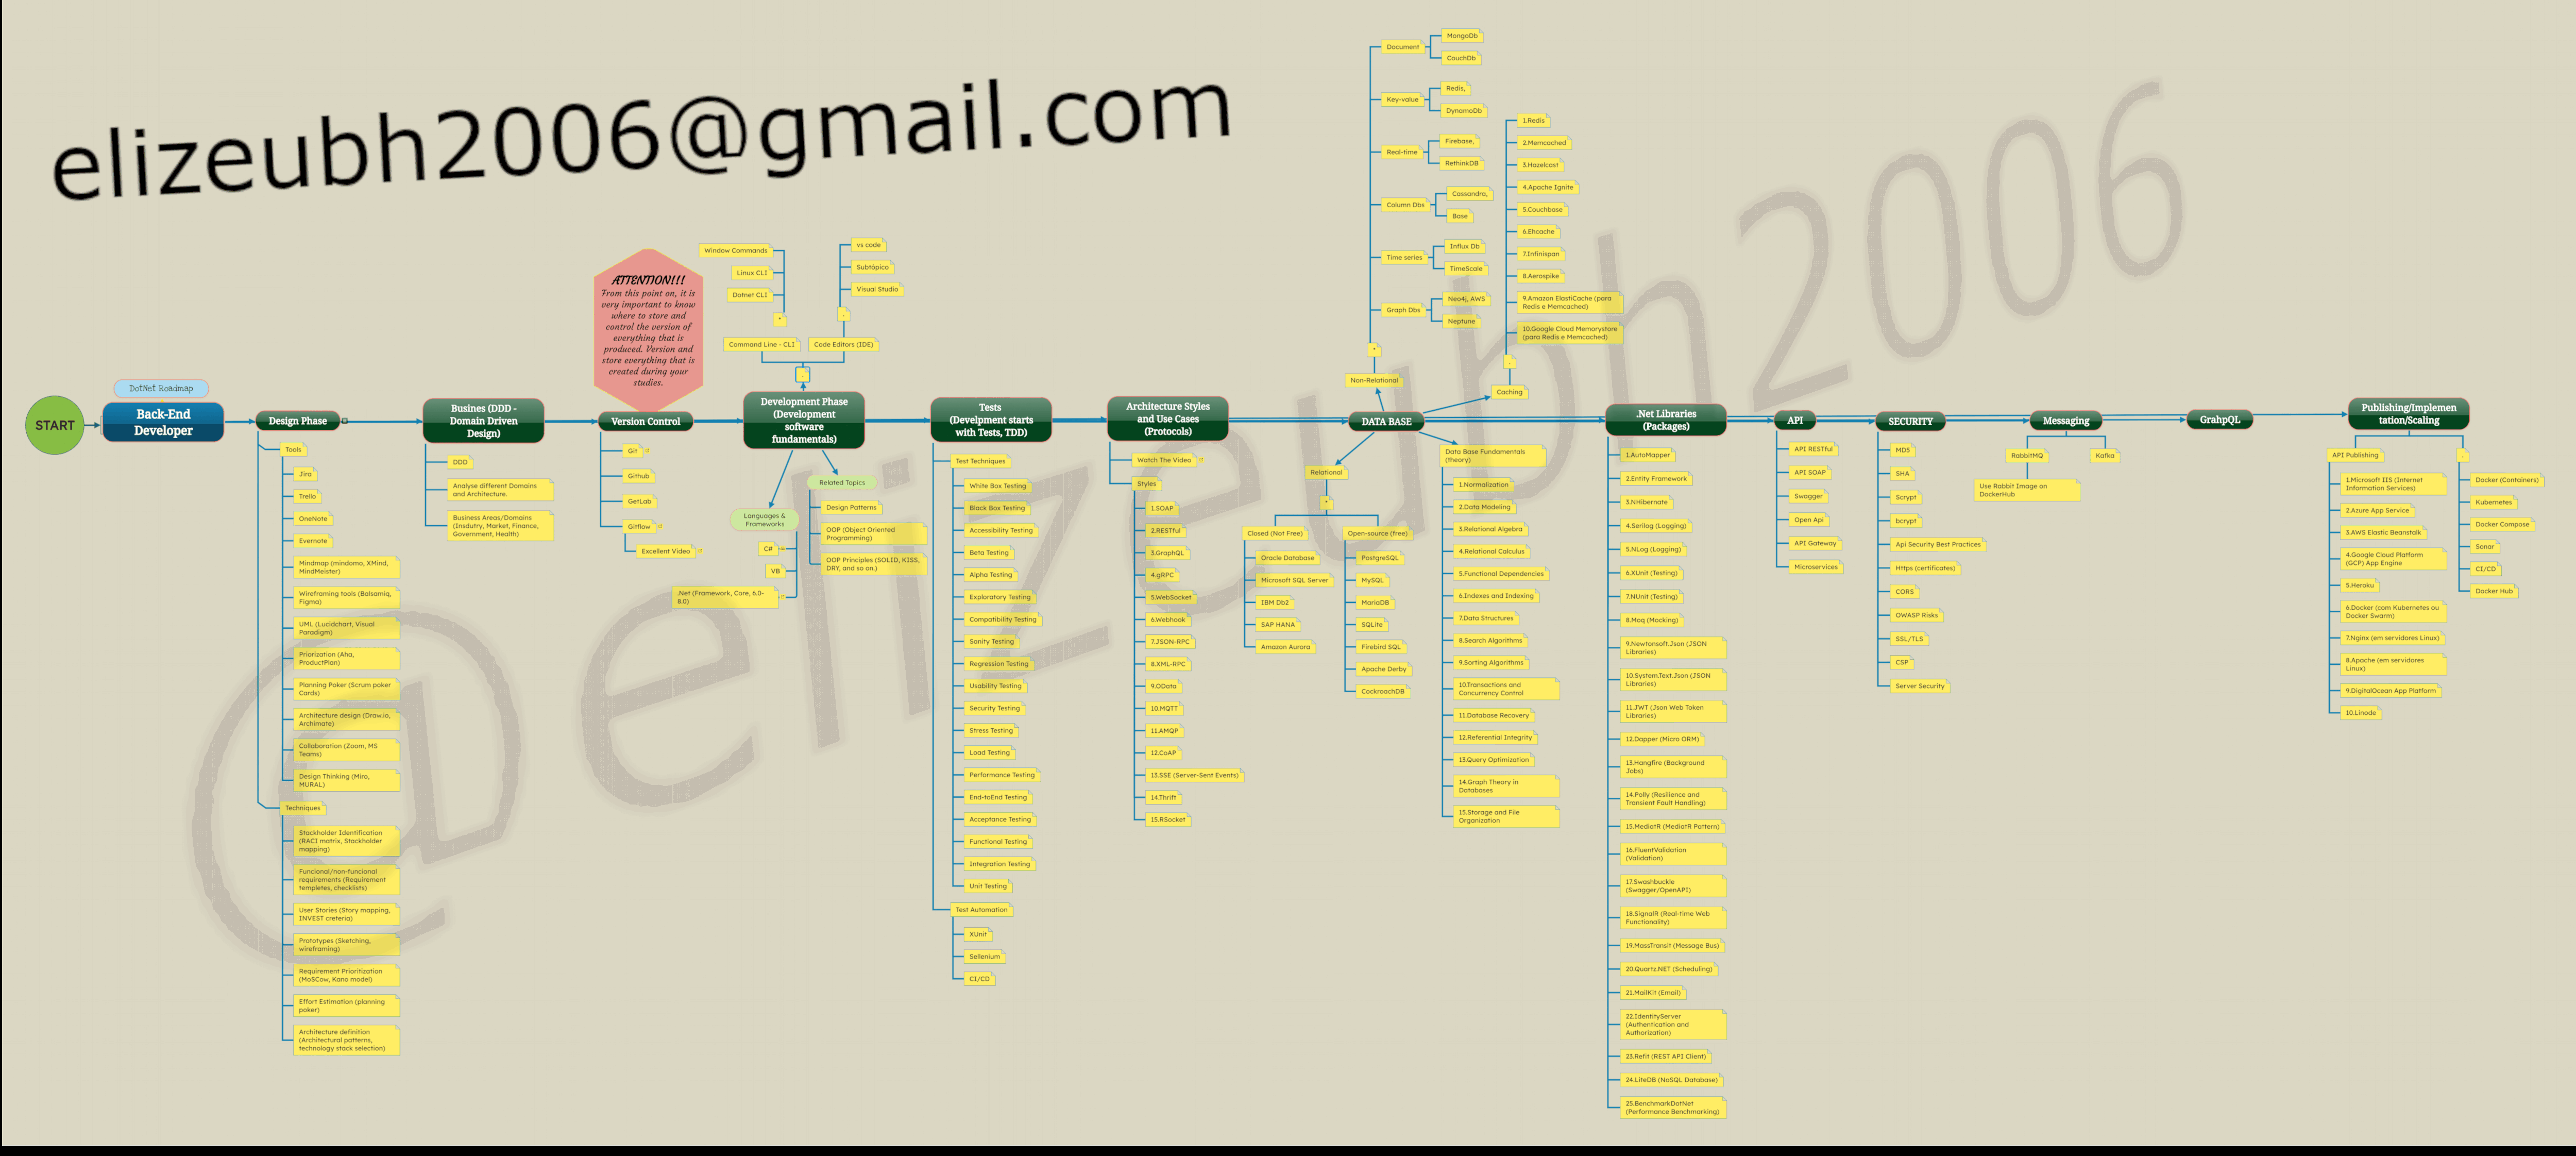 elizeubh2006@gmail.com
@elizeubh2006
START
DotNet Roadmap
Back-End
Developer
Design Phase
Tools
Jira
Trello
OneNote
Evernote
Mindmap (mindomo, XMind,
MindMeister)
Wireframing tools (Balsamiq,
Figma)
UML (Lucidchart, Visual
Paradigm)
Priorization (Aha,
ProductPlan)
Planning Poker (Scrum poker
Cards)
Architecture design (Draw.io,
Archimate)
Collaboration (Zoom, MS
Teams)
Design Thinking (Miro,
MURAL)
Techniques
Stackholder Identification
(RACI matrix, Stackholder
mapping)
Funcional/non-funcional
requirements (Requirement
templetes, checklists)
User Stories (Story mapping,
INVEST creteria)
Prototypes (Sketching,
wireframing)
Requirement Prioritization
(MoSCow, Kano model)
Effort Estimation (planning
poker)
Architecture definition
(Architectural patterns,
technology stack selection)
Busines (DDD -
Domain Driven
Design)
DDD
Analyse different Domains
and Architecture.
Business Areas/Domains
(Insdutry, Market, Finance,
Government, Health)
ATTENTION!!!
From this point on, it is
very important to know
where to store and
control the version of
everything that is
produced. Version and
store everything that is
created during your
studies.
Version Control
Git
Github
GetLab
Gitflow
Excellent Video
Window Commands
Linux CLI
Dotnet CLI
Command Line - CLI
vs code
Subtópico
Visual Studio
Code Editors (IDE)
Development Phase
(Development
software
fundamentals)
Languages &
Frameworks
C#
VB
.Net (Framework, Core, 6.0-
8.0)
Related Topics
Design Patterns
OOP (Object Oriented
Programming)
OOP Principles (SOLID, KISS,
DRY, and so on.)
Tests
(Develpment starts
with Tests, TDD)
Test Techniques
White Box Testing
Black Box Testing
Accessibility Testing
Beta Testing
Alpha Testing
Exploratory Testing
Compatibility Testing
Sanity Testing
Regression Testing
Usability Testing
Security Testing
Stress Testing
Load Testing
Performance Testing
End-toEnd Testing
Acceptance Testing
Functional Testing
Integration Testing
Unit Testing
Test Automation
XUnit
Sellenium
CI/CD
Architecture Styles
and Use Cases
(Protocols)
Watch The Video
Styles
1.SOAP
2.RESTful
3.GraphQL
4.gRPC
5.WebSocket
6.Webhook
7.JSON-RPC
8.XML-RPC
9.OData
10.MQTT
11.AMQP
12.CoAP
13.SSE (Server-Sent Events)
14.Thrift
15.RSocket
DATA BASE
Non-Relational
Document
MongoDb
CouchDb
Key-value
Redis,
DynamoDb
Real-time
Firebase,
RethinkDB
Column Dbs
Cassandra,
Base
Time series
Influx Db
TimeScale
Graph Dbs
Neo4j, AWS
Neptune
Caching
1.Redis
2.Memcached
3.Hazelcast
4.Apache Ignite
5.Couchbase
6.Ehcache
7.Infinispan
8.Aerospike
9.Amazon ElastiCache (para
Redis e Memcached)
10.Google Cloud Memorystore
(para Redis e Memcached)
Relational
Closed (Not Free)
Oracle Database
Microsoft SQL Server
IBM Db2
SAP HANA
Amazon Aurora
Open-source (free)
PostgreSQL
MySQL
MariaDB
SQLite
Firebird SQL
Apache Derby
CockroachDB
Data Base Fundamentals
(theory)
1.Normalization
2.Data Modeling
3.Relational Algebra
4.Relational Calculus
5.Functional Dependencies
6.Indexes and Indexing
7.Data Structures
8.Search Algorithms
9.Sorting Algorithms
10.Transactions and
Concurrency Control
11.Database Recovery
12.Referential Integrity
13.Query Optimization
14.Graph Theory in
Databases
15.Storage and File
Organization
.Net Libraries
(Packages)
1.AutoMapper
2.Entity Framework
3.NHibernate
4.Serilog (Logging)
5.NLog (Logging)
6.XUnit (Testing)
7.NUnit (Testing)
8.Moq (Mocking)
9.Newtonsoft.Json (JSON
Libraries)
10.System.Text.Json (JSON
Libraries)
11.JWT (Json Web Token
Libraries)
12.Dapper (Micro ORM)
13.Hangfire (Background
Jobs)
14.Polly (Resilience and
Transient Fault Handling)
15.MediatR (MediatR Pattern)
16.FluentValidation
(Validation)
17.Swashbuckle
(Swagger/OpenAPI)
18.SignalR (Real-time Web
Functionality)
19.MassTransit (Message Bus)
20.Quartz.NET (Scheduling)
21.MailKit (Email)
22.IdentityServer
(Authentication and
Authorization)
23.Refit (REST API Client)
24.LiteDB (NoSQL Database)
25.BenchmarkDotNet
(Performance Benchmarking)
API
API RESTful
API SOAP
Swagger
Open Api
API Gateway
Microservices
SECURITY
MD5
SHA
Scrypt
bcrypt
Api Security Best Practices
Https (certificates)
CORS
OWASP Risks
SSL/TLS
CSP
Server Security
Messaging
RabbitMQ
Use Rabbit Image on
DockerHub
Kafka
GrahpQL
Publishing/Implemen
tation/Scaling
API Publishing
1.Microsoft IIS (Internet
Information Services)
2.Azure App Service
3.AWS Elastic Beanstalk
4.Google Cloud Platform
(GCP) App Engine
5.Heroku
6.Docker (com Kubernetes ou
Docker Swarm)
7.Nginx (em servidores Linux)
8.Apache (em servidores
Linux)
9.DigitalOcean App Platform
10.Linode
Docker (Containers)
Kubernetes
Docker Compose
Sonar
CI/CD
Docker Hub